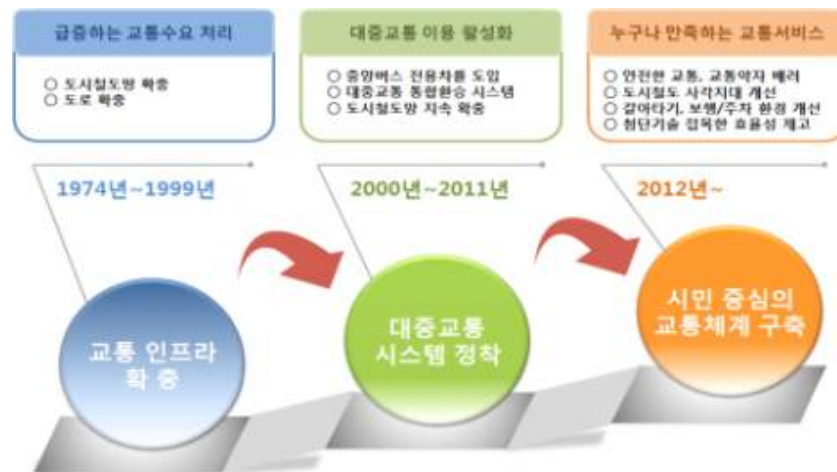 급증하는 교통수요 처리
○ 도시철도망 확충
○ 도로 확충
1974년~1999년
교통 인프라
확 충
대중교통 이용 활성화
○ 중앙버스 전용차로 도입
○ 대중교통 통합환승 시스템
○ 도시철도망 지속 확충
2000년~2011년
대중교통
시스템 정착
누구나 만족하는 교통서비스
○ 안전한 교통, 교통약자 배려
○ 도시철도 사각지대 개선
○ 갈아타기, 보행/주차 환경 개선
○ 첨단기술 접목한 효율성 제고
2012년~
시민 중심의
교통체계 구축